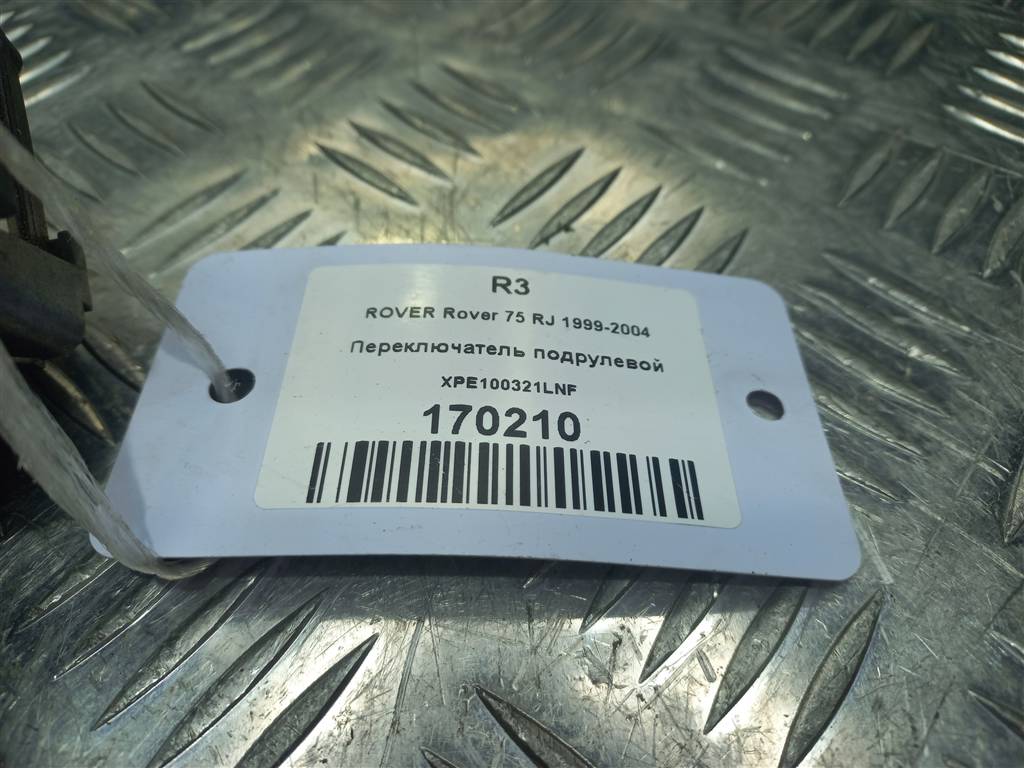 R3
ROVER Rover 75 RJ 1999-2004
Переключатель подрулевой
XPE100321LNF
170210